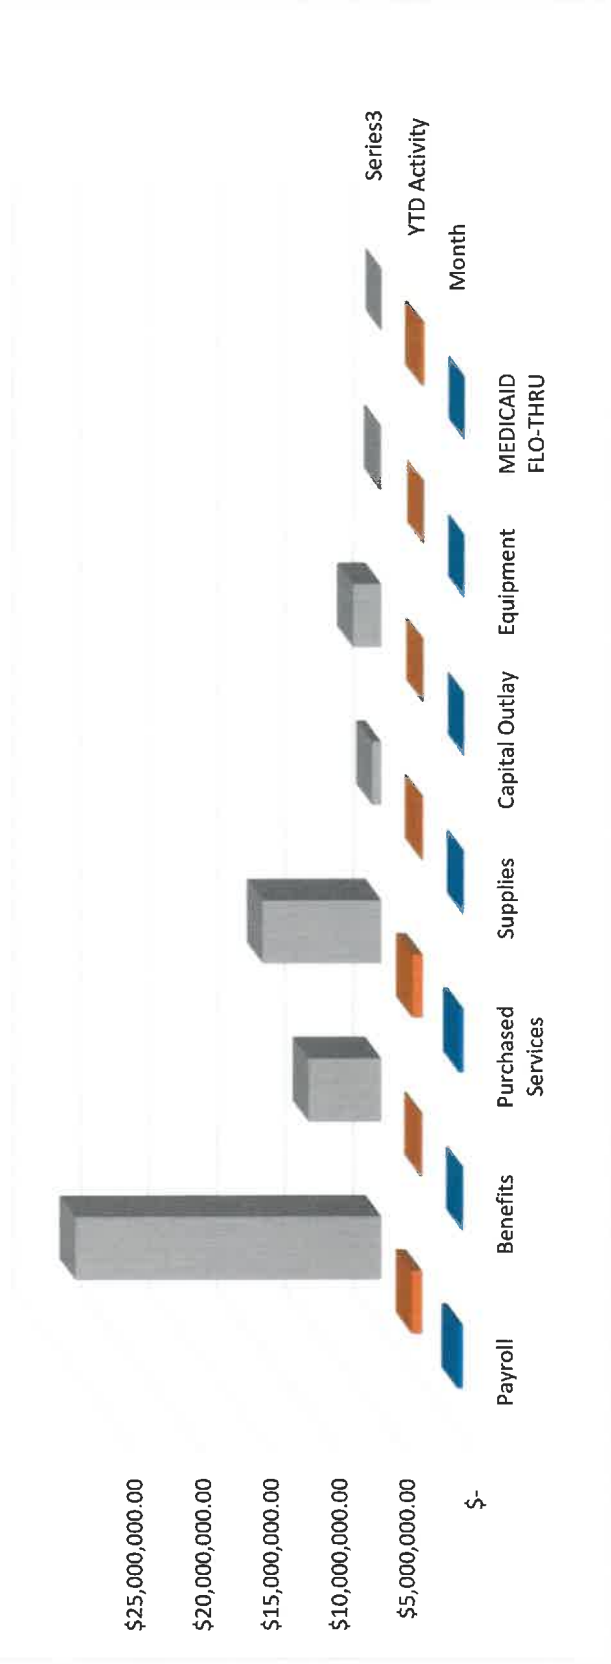 $25,000,000.00
$20,000,000.00
$15,000,000.00
$10,000,000.00
$5,000,000.00
$-
Payroll
Benefits
Purchased
Services
Supplies
Capital Outlay
Equipment
MEDICAID
FLO-THRU
Series3
YTD Activity
Month